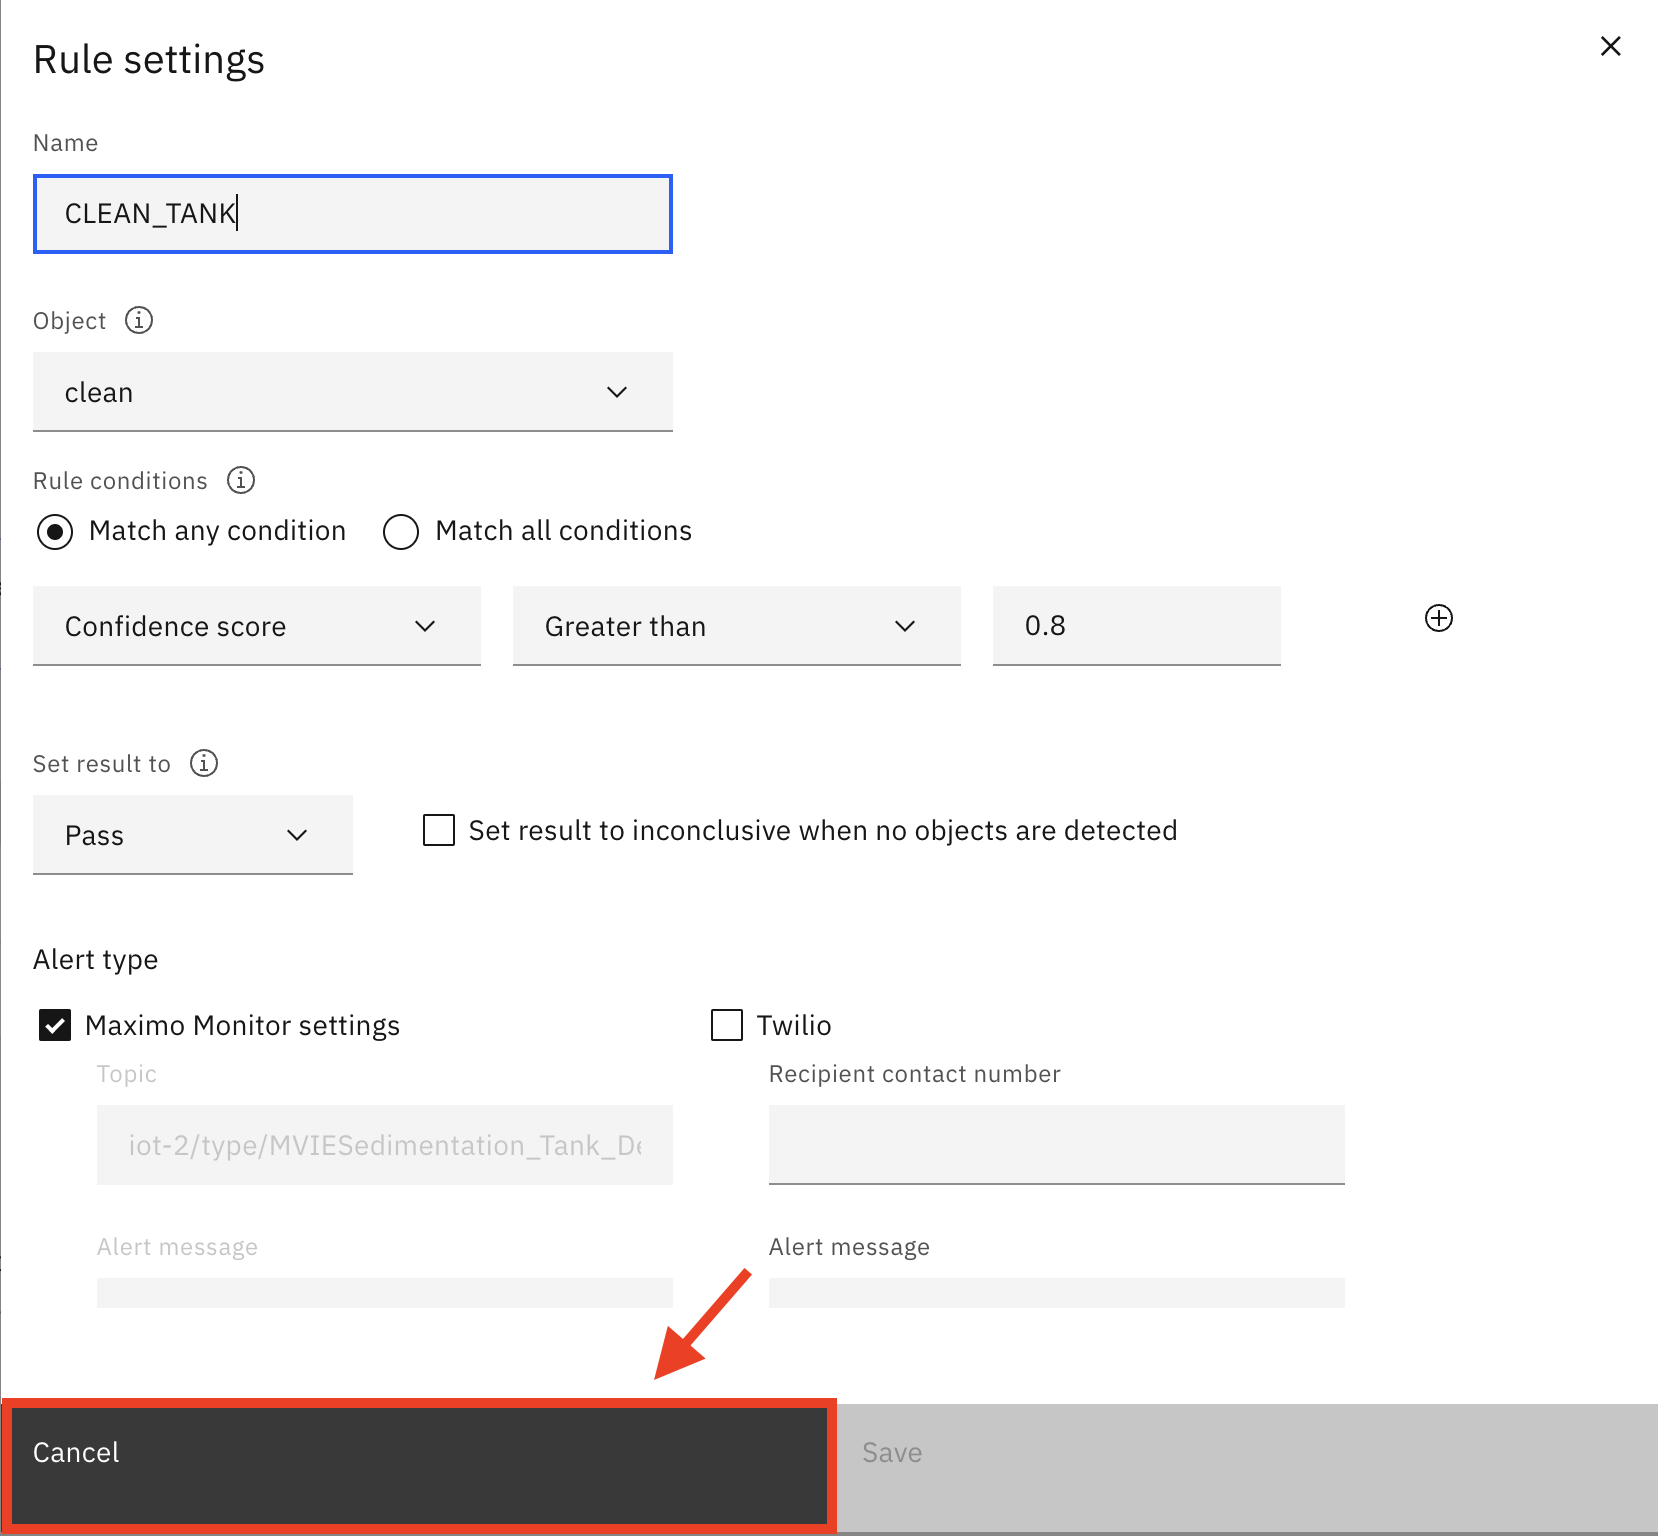 Rule settings
Name
CLEAN_TANK
Object
clean
Rule conditions
Match any condition Match all conditions
Confidence score Greater than 0.8
Set result to
Pass Set result to inconclusive when no objects are detected
Alert type
Maximo Monitor settings Twilio
Topic Recipient contact number
iot-2/type/MVIESedimentation_Tank_De
Alert message Alert message
Cancel Save